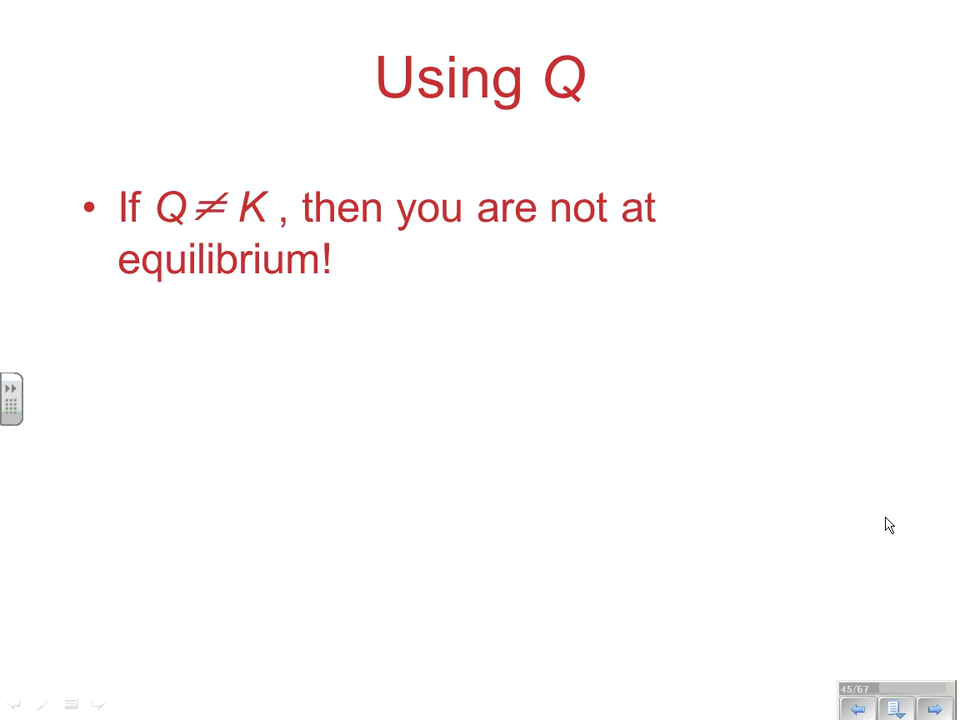 Using Q
• If Q ≠ K , then you are not at
equilibrium!
45/67